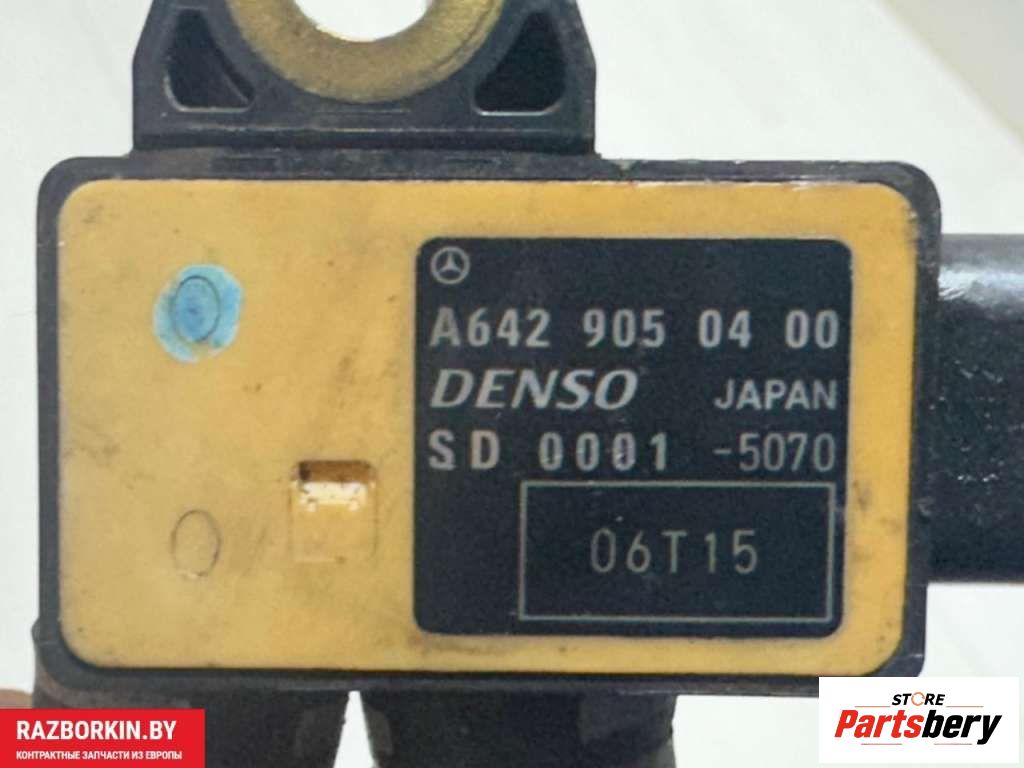 A642 905 04 00
DENSO JAPAN
SD 0001 -5070
06T15
RAZBORKIN.BY
КОНТРАКТНЫЕ ЗАПЧАСТИ ИЗ ЕВРОПЫ
STORE
Partsbery